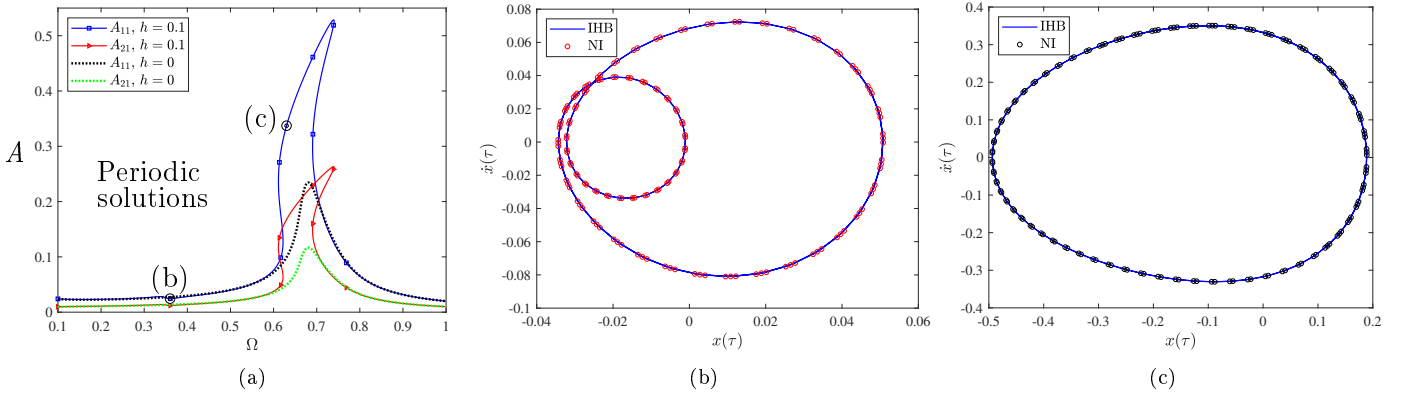 A
0.5
0.4
0.3
0.2
0.1
0
A₁₁, h = 0.1
A₂₁, h = 0.1
A₁₁, h = 0
A₂₁, h = 0
(c)
Periodic
solutions
(b)
0.1 0.2 0.3 0.4 0.5 0.6 0.7 0.8 0.9 1
Ω
(a)
ẋ(τ)
0.08
0.06
0.04
0.02
0
-0.02
-0.04
-0.06
-0.08
-0.1
IHB
NI
-0.04 -0.02 0 0.02 0.04 0.06
x(τ)
(b)
ẋ(τ)
0.4
0.3
0.2
0.1
0
-0.1
-0.2
-0.3
-0.4
IHB
NI
-0.5 -0.4 -0.3 -0.2 -0.1 0 0.1 0.2
x(τ)
(c)